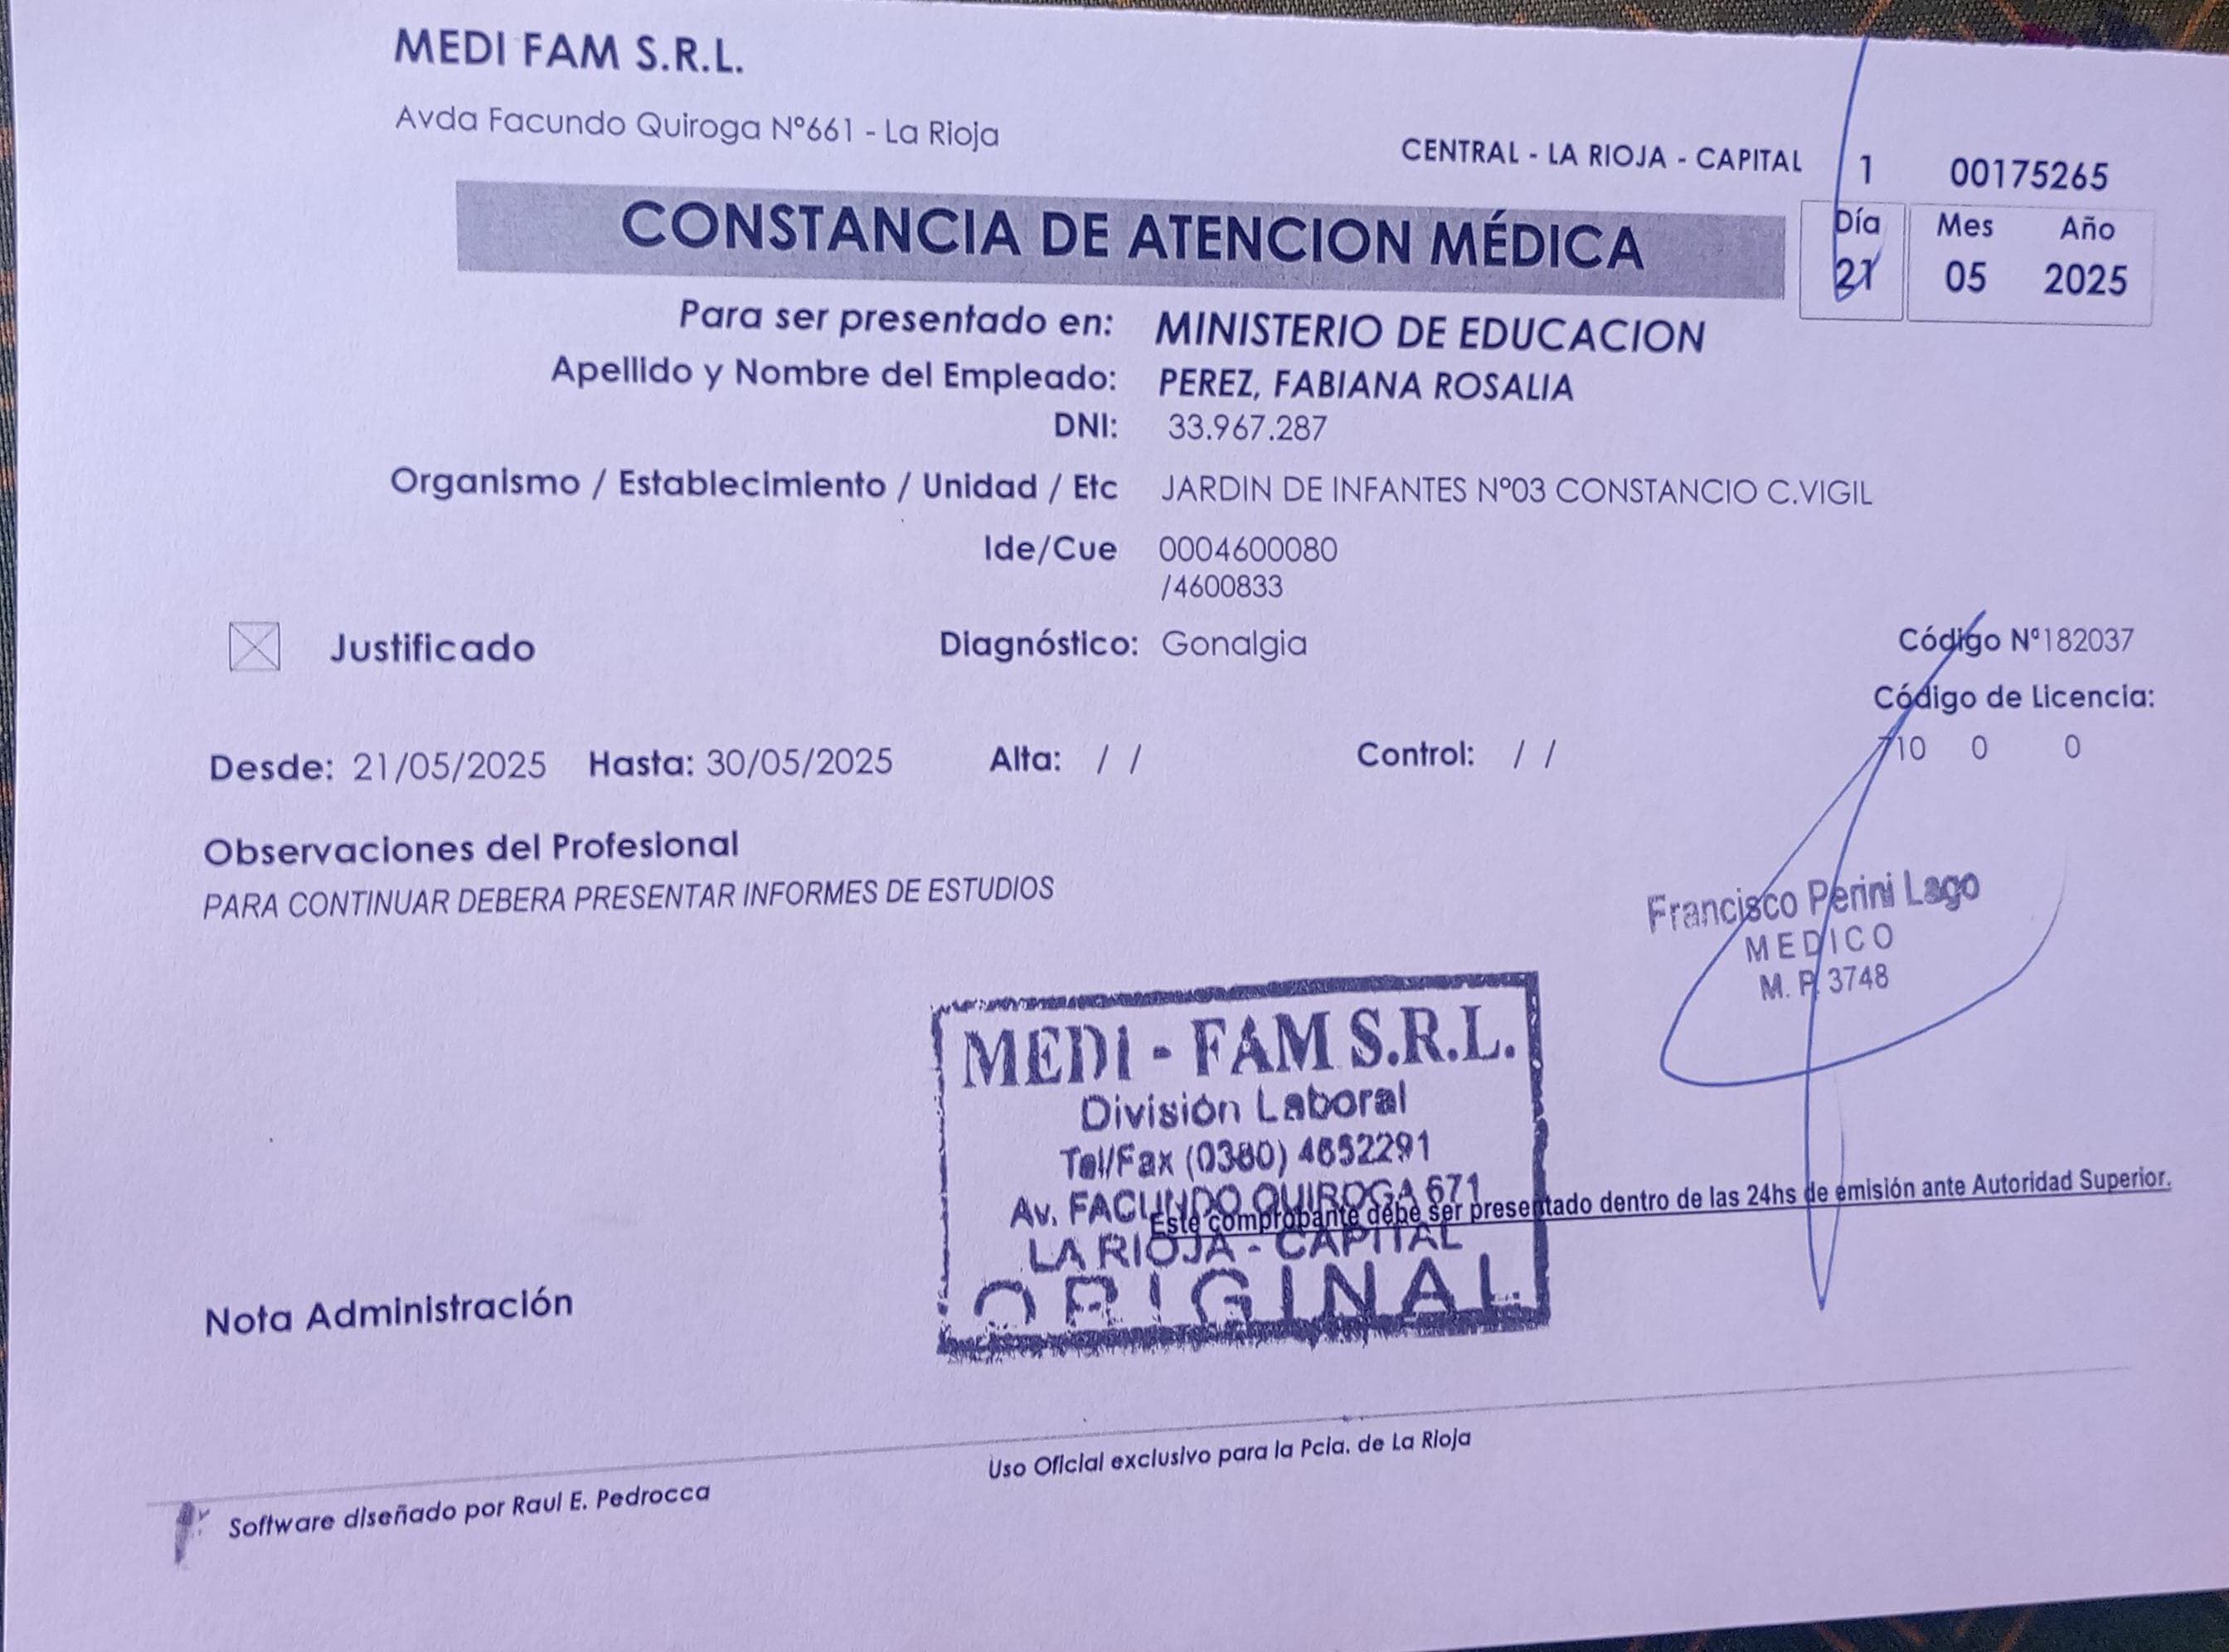 MEDI FAM S.R.L.
Avda Facundo Quiroga Nº661 - La Rioja
CENTRAL - LA RIOJA - CAPITAL 1 00175265
CONSTANCIA DE ATENCION MÉDICA
Día Mes Año
21 05 2025
Para ser presentado en: MINISTERIO DE EDUCACION
Apellido y Nombre del Empleado: PEREZ, FABIANA ROSALIA
DNI: 33.967.287
Organismo / Establecimiento / Unidad / Etc JARDIN DE INFANTES Nº03 CONSTANCIO C.VIGIL
Ide/Cue 0004600080
/4600833
Justificado Diagnóstico: Gonalgia Código Nº182037
Código de Licencia:
10 0 0
Desde: 21/05/2025 Hasta: 30/05/2025 Alta: / / Control: / /
Observaciones del Profesional
PARA CONTINUAR DEBERA PRESENTAR INFORMES DE ESTUDIOS
Francisco Perini Lago
MEDICO
M. P. 3748
MEDI - FAM S.R.L.
División Laboral
Tel/Fax (0380) 4652291
Av. FACUNDO QUIROGA 671
LA RIOJA - CAPITAL
ORIGINAL
Este comprobante debe ser presentado dentro de las 24hs de emisión ante Autoridad Superior.
Nota Administración
Uso Oficial exclusivo para la Pcia. de La Rioja
Software diseñado por Raul E. Pedrocca